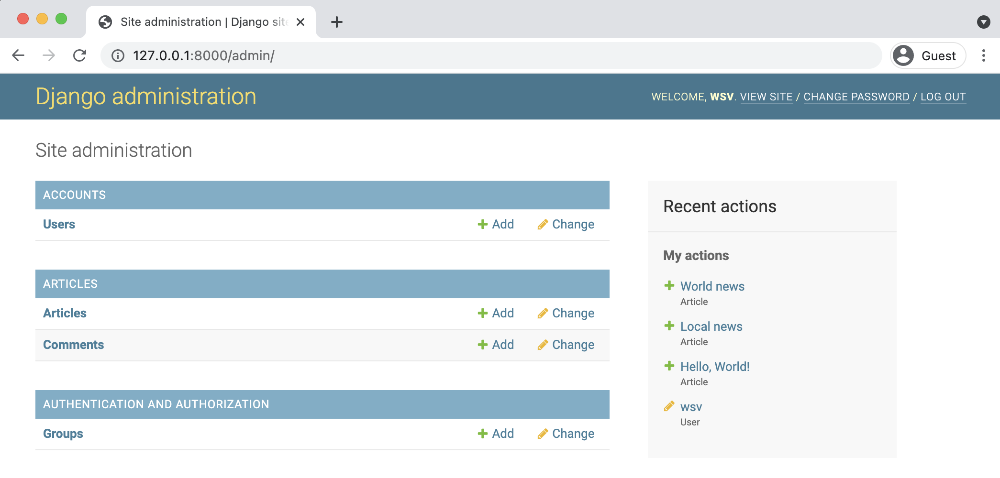 Site administration | Django site
127.0.0.1:8000/admin/
Guest
Django administration
WELCOME, WSV. VIEW SITE / CHANGE PASSWORD / LOG OUT
Site administration
ACCOUNTS
Users Add Change
ARTICLES
Articles Add Change
Comments Add Change
AUTHENTICATION AND AUTHORIZATION
Groups Add Change
Recent actions
My actions
World news
Article
Local news
Article
Hello, World!
Article
wsv
User